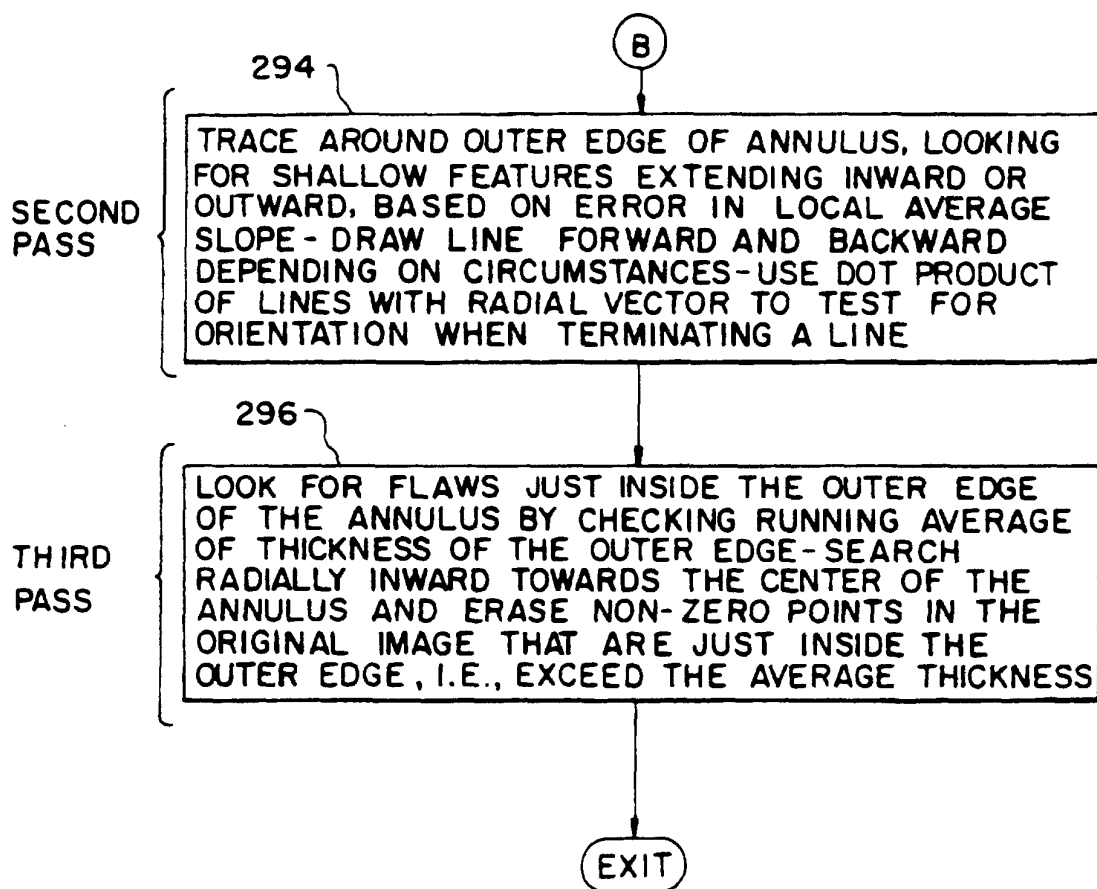 B
294
SECOND
PASS
TRACE AROUND OUTER EDGE OF ANNULUS, LOOKING
FOR SHALLOW FEATURES EXTENDING INWARD OR
OUTWARD, BASED ON ERROR IN LOCAL AVERAGE
SLOPE - DRAW LINE FORWARD AND BACKWARD
DEPENDING ON CIRCUMSTANCES-USE DOT PRODUCT
OF LINES WITH RADIAL VECTOR TO TEST FOR
ORIENTATION WHEN TERMINATING A LINE
296
THIRD
PASS
LOOK FOR FLAWS JUST INSIDE THE OUTER EDGE
OF THE ANNULUS BY CHECKING RUNNING AVERAGE
OF THICKNESS OF THE OUTER EDGE-SEARCH
RADIALLY INWARD TOWARDS THE CENTER OF THE
ANNULUS AND ERASE NON-ZERO POINTS IN THE
ORIGINAL IMAGE THAT ARE JUST INSIDE THE
OUTER EDGE, I.E., EXCEED THE AVERAGE THICKNESS
EXIT